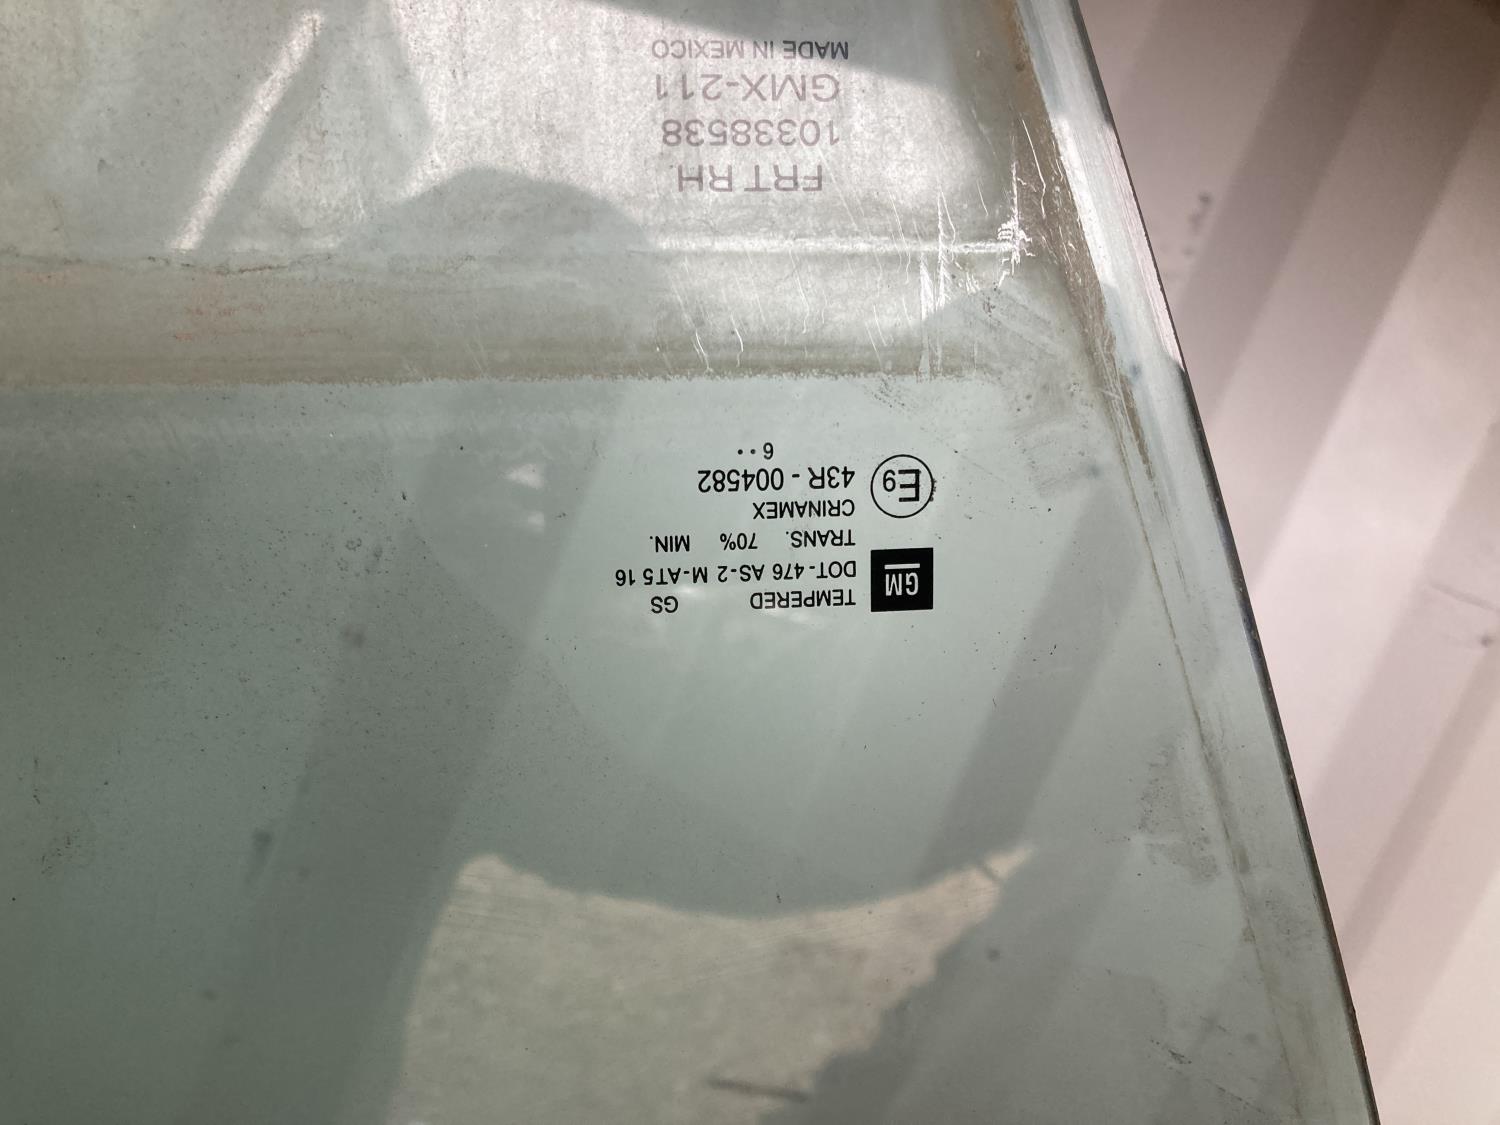 GM
TEMPERED GS
DOT-476 AS-2 M-AT5 16
TRANS. 70% MIN.
CRINAMEX
E9 43R - 004582
6 ··
FRT RH.
10338538
GMX-211
MADE IN MEXICO